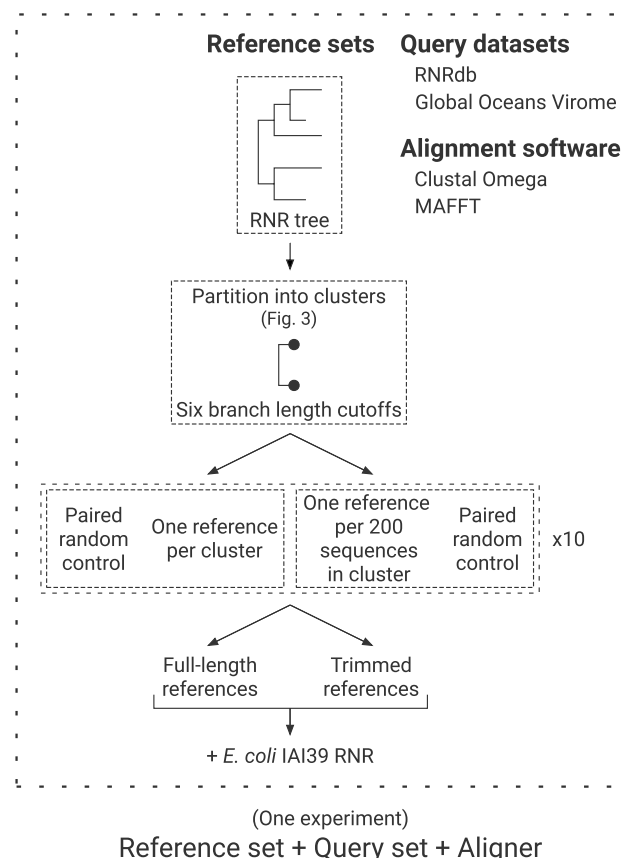 Reference sets
RNR tree
Query datasets
RNRdb
Global Oceans Virome
Alignment software
Clustal Omega
MAFFT
Partition into clusters
(Fig. 3)
Six branch length cutoffs
Paired
random
control
One reference
per cluster
One reference
per 200
sequences
in cluster
Paired
random
control
x10
Full-length
references
Trimmed
references
+ E. coli IAI39 RNR
(One experiment)
Reference set + Query set + Aligner